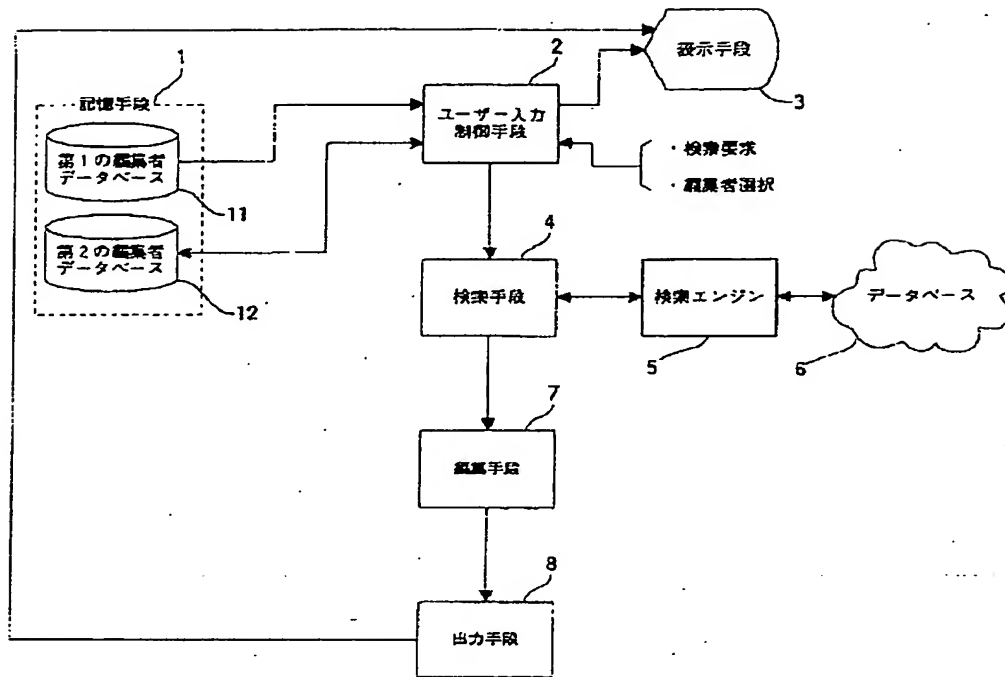 1
記憶手段
第1の編集者
データベース
11
第2の編集者
データベース
12
2
ユーザー入力
制御手段
表示手段
3
・検索要求
・編集者選択
4
検索手段
検索エンジン
5
データベース
6
7
編集手段
8
出力手段